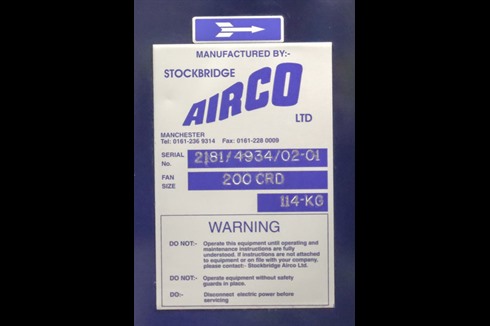 MANUFACTURED BY:-
STOCKBRIDGE
AIRCO
LTD
MANCHESTER
Tel: 0161-236 9314 Fax: 0161-228 0009
SERIAL No. 2181/4934/02-01
FAN SIZE 200 CRD
114-KG
WARNING
DO NOT:- Operate this equipment until operating and
maintenance instructions are fully
understood. If instructions are not attached
to equipment or on file with your company,
please contact:- Stockbridge Airco Ltd.
DO NOT:- Operate equipment without safety
guards in place.
DO:- Disconnect electric power before
servicing